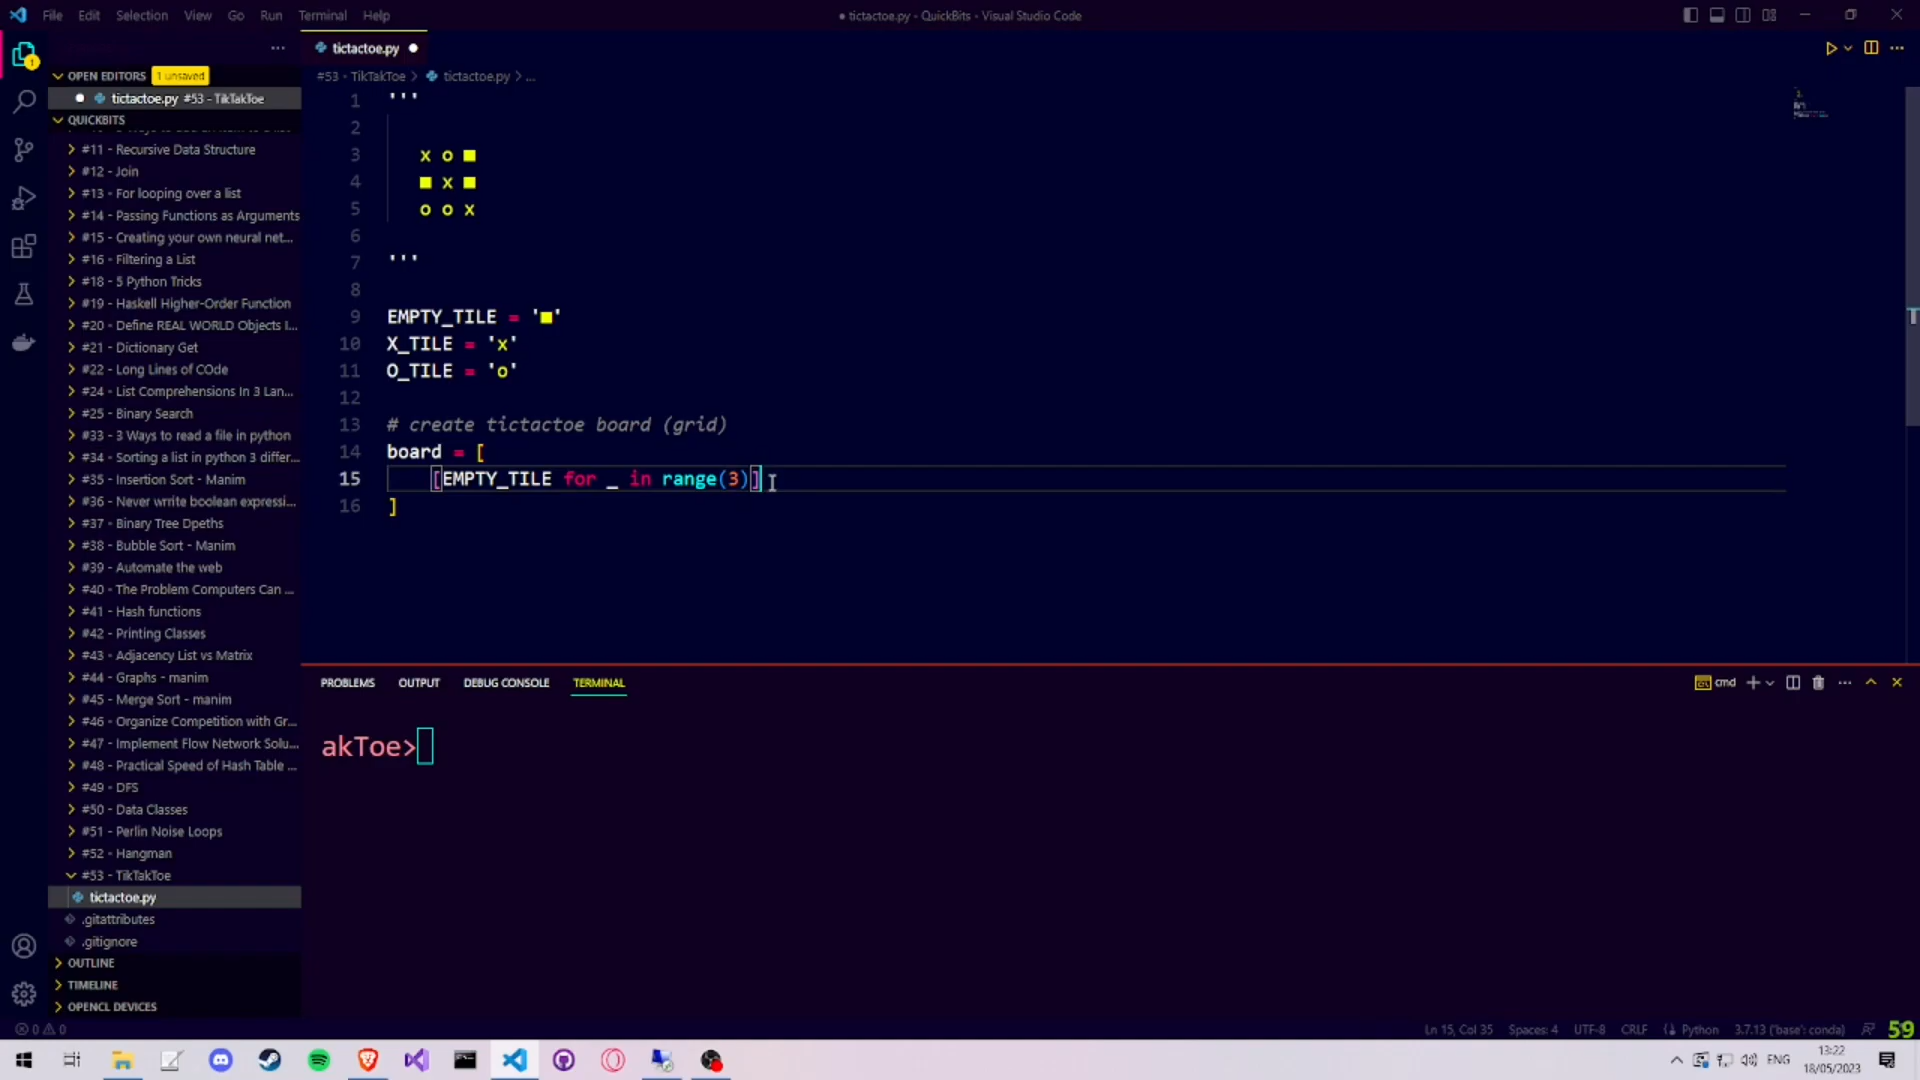 File Edit Selection View Go Run Terminal Help
● tictactoe.py - QuickBits - Visual Studio Code
OPEN EDITORS 1 unsaved
tictactoe.py #53 - TikTakToe
QUICKBITS
#11 - Recursive Data Structure
#12 - Join
#13 - For looping over a list
#14 - Passing Functions as Arguments
#15 - Creating your own neural net...
#16 - Filtering a List
#18 - 5 Python Tricks
#19 - Haskell Higher-Order Function
#20 - Define REAL WORLD Objects I...
#21 - Dictionary Get
#22 - Long Lines of COde
#24 - List Comprehensions In 3 Lan...
#25 - Binary Search
#33 - 3 Ways to read a file in python
#34 - Sorting a list in python 3 differ...
#35 - Insertion Sort - Manim
#36 - Never wrrite boolean expressi...
#37 - Binary Tree Dpeths
#38 - Bubble Sort - Manim
#39 - Automate the web
#40 - The Problem Computers Can ...
#41 - Hash functions
#42 - Printing Classes
#43 - Adjacency List vs Matrix
#44 - Graphs - manim
#45 - Merge Sort - manim
#46 - Organize Competition with Gr...
#47 - Implement Flow Network Solu...
#48 - Practical Speed of Hash Table ...
#49 - DFS
#50 - Data Classes
#51 - Perlin Noise Loops
#52 - Hangman
#53 - TikTakToe
tictactoe.py
.gitattributes
.gitignore
OUTLINE
TIMELINE
OPENCL DEVICES
tictactoe.py
#53 - TikTakToe > tictactoe.py > ...
1 '''
2
3 x o ■
4 ■ x ■
5 o o x
6
7 '''
8
9 EMPTY_TILE = '■'
10 X_TILE = 'x'
11 O_TILE = 'o'
12
13 # create tictactoe board (grid)
14 board = [
15 [EMPTY_TILE for _ in range(3)]
16 ]
PROBLEMS OUTPUT DEBUG CONSOLE TERMINAL
cmd
akToe>
0 0
Ln 15, Col 35 Spaces: 4 UTF-8 CRLF Python 3.7.13 ('base': conda)
59
ENG
13:22
18/05/2023